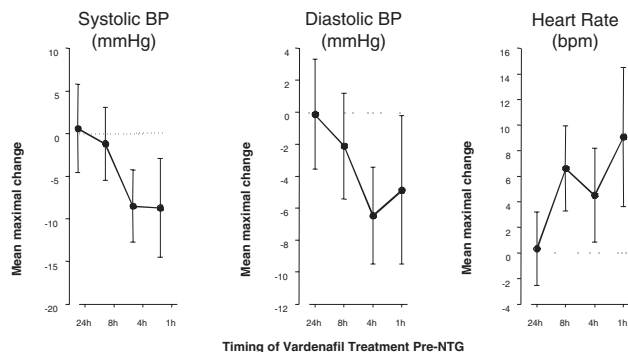 Systolic BP
(mmHg)
Mean maximal change
10
5
0
-5
-10
-15
-20
24h 8h 4h 1h
Diastolic BP
(mmHg)
Mean maximal change
4
2
0
-2
-4
-6
-8
-10
-12
24h 8h 4h 1h
Heart Rate
(bpm)
Mean maximal change
16
14
12
10
8
6
4
2
0
-2
-4
24h 8h 4h 1h
Timing of Vardenafil Treatment Pre-NTG